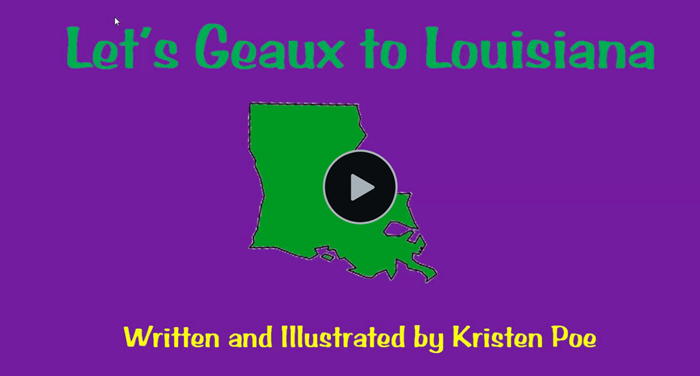 Let's Geaux to Louisiana
Written and Illustrated by Kristen Poe